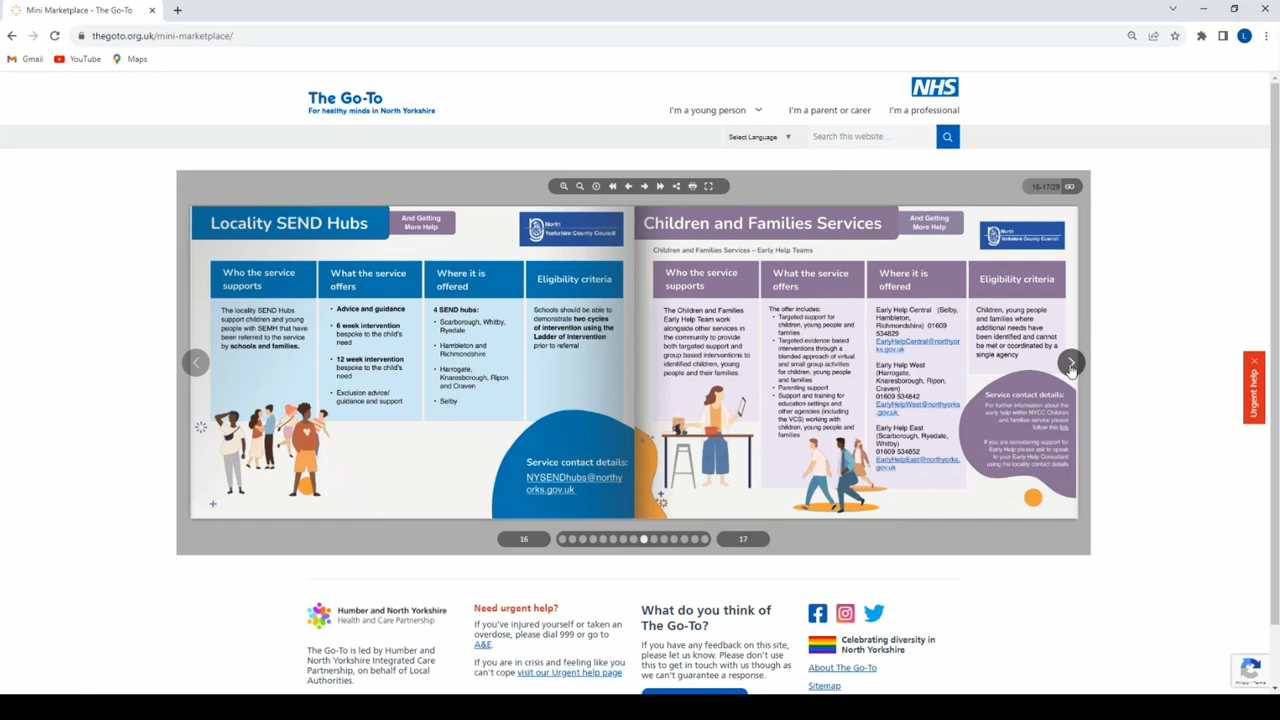 Mini Marketplace - The Go-To
thegoto.org.uk/mini-marketplace/
L
Gmail
YouTube
Maps
The Go-To
For healthy minds in North Yorkshire
NHS
I'm a young person
I'm a parent or carer
I'm a professional
Select Language
Search this website...
16-17/29
GO
Locality SEND Hubs
And Getting
More Help
North
Yorkshire County Council
Who the service
supports
What the service
offers
Where it is
offered
Eligibility criteria
The locality SEND Hubs
support children and young
people with SEMH that have
been referred to the service
by schools and families.
• Advice and guidance
• 6 week intervention
bespoke to the child's
need
• 12 week intervention
bespoke to the child's
need
• Exclusion advice/
guidance and support
4 SEND hubs:
• Scarborough, Whitby,
Ryedale
• Hambleton and
Richmondshire
• Harrogate,
Knaresborough, Ripon
and Craven
• Selby
Schools should be able to
demonstrate two cycles
of intervention using the
Ladder of Intervention
prior to referral
Service contact details:
NYSENDhubs@northy
orks.gov.uk
Children and Families Services
And Getting
More Help
North
Yorkshire County Council
Children and Families Services – Early Help Teams
Who the service
supports
What the service
offers
Where it is
offered
Eligibility criteria
The Children and Families
Early Help Team work
alongside other services in
the community to provide
both targeted support and
group based interventions to
identified children, young
people and their families.
The offer includes:
• Targeted support for
children, young people and
families
• Targeted evidence based
interventions through a
blended approach of virtual
and small group activities
for children, young people
and families
• Parenting support
• Support and training for
education settings and
other agencies (including
the VCS) working with
children, young people and
families
Early Help Central (Selby,
Hambleton,
Richmondshire) 01609
534829
EarlyHelpCentral@northyor
ks.gov.uk
Early Help West
(Harrogate,
Knaresborough, Ripon,
Craven)
01609 534842
EarlyHelpWest@northyorks
.gov.uk
Early Help East
(Scarborough, Ryedale,
Whitby)
01609 534852
EarlyHelpEast@northyorks.
gov.uk
Children, young people
and families where
additional needs have
been identified and cannot
be met or coordinated by a
single agency
Service contact details:
For further information about the
early help within NYCC Children
and families service please
follow this link
If you are considering support for
Early Help please ask to speak
to your Early Help Consultant
using the locality contact details
16
17
Urgent help ×
Humber and North Yorkshire
Health and Care Partnership
The Go-To is led by Humber and
North Yorkshire Integrated Care
Partnership, on behalf of Local
Authorities.
Need urgent help?
If you've injured yourself or taken an
overdose, please dial 999 or go to
A&E.
If you are in crisis and feeling like you
can't cope visit our Urgent help page
What do you think of
The Go-To?
If you have any feedback on this site,
please let us know. Please don't use
this to get in touch with us though as
we can't guarantee a response.
Celebrating diversity in
North Yorkshire
About The Go-To
Sitemap
Privacy - Terms